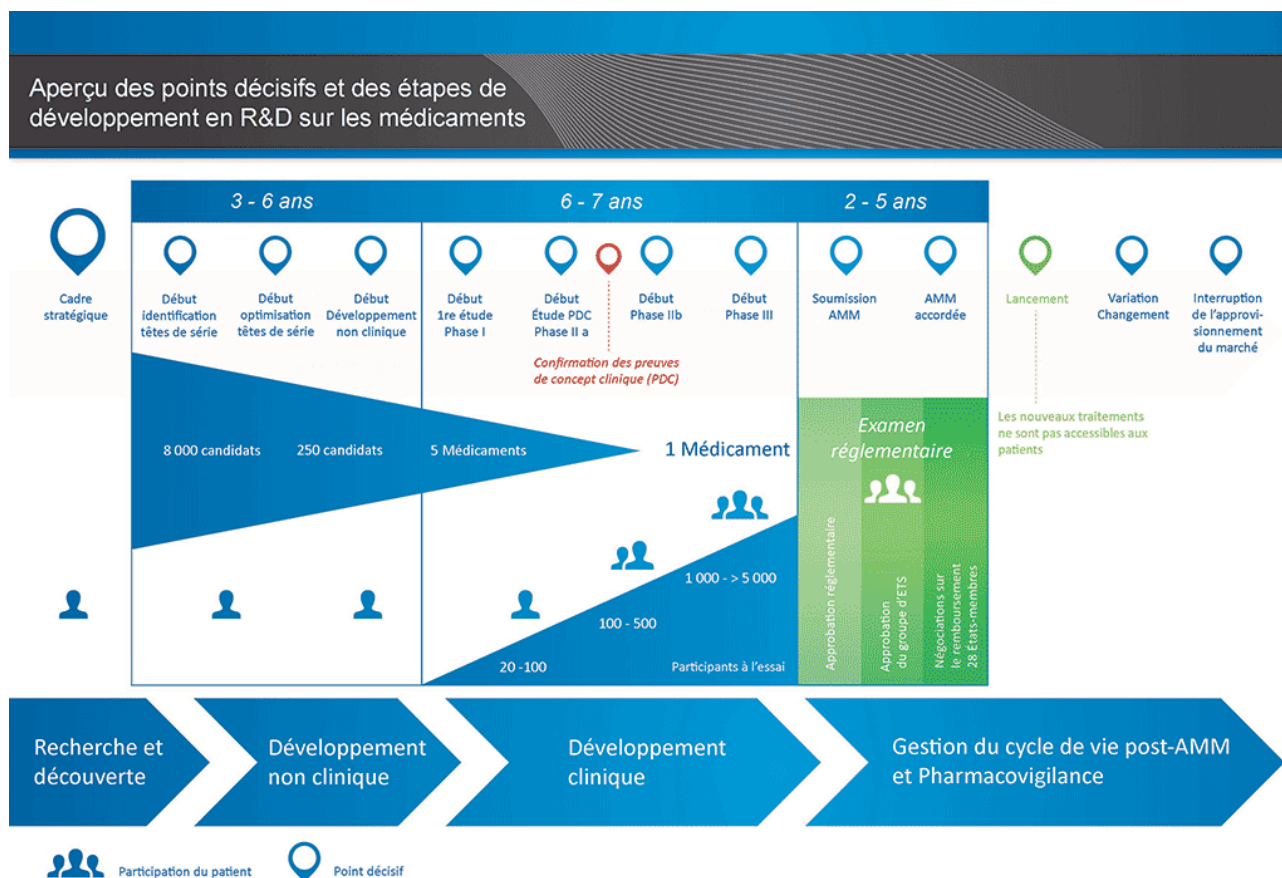 Aperçu des points décisifs et des étapes de
développement en R&D sur les médicaments
3 - 6 ans
6 - 7 ans
2 - 5 ans
Cadre
stratégique
Début
identification
têtes de série
Début
optimisation
têtes de série
Début
Développement
non clinique
Début
1re étude
Phase I
Début
Étude PDC
Phase II a
Début
Phase IIb
Début
Phase III
Soumission
AMM
AMM
accordée
Lancement
Variation
Changement
Interruption
de l'approvi-
sionnement
du marché
Confirmation des preuves
de concept clinique (PDC)
8 000 candidats
250 candidats
5 Médicaments
1 Médicament
Examen
réglementaire
Les nouveaux traitements
ne sont pas accessibles aux
patients
1 000 - > 5 000
100 - 500
20 -100
Participants à l'essai
Approbation réglementaire
Approbation
du groupe d'ETS
Négociations sur
le remboursement
28 États-membres
Recherche et
découverte
Développement
non clinique
Développement
clinique
Gestion du cycle de vie post-AMM
et Pharmacovigilance
Participation du patient
Point décisif